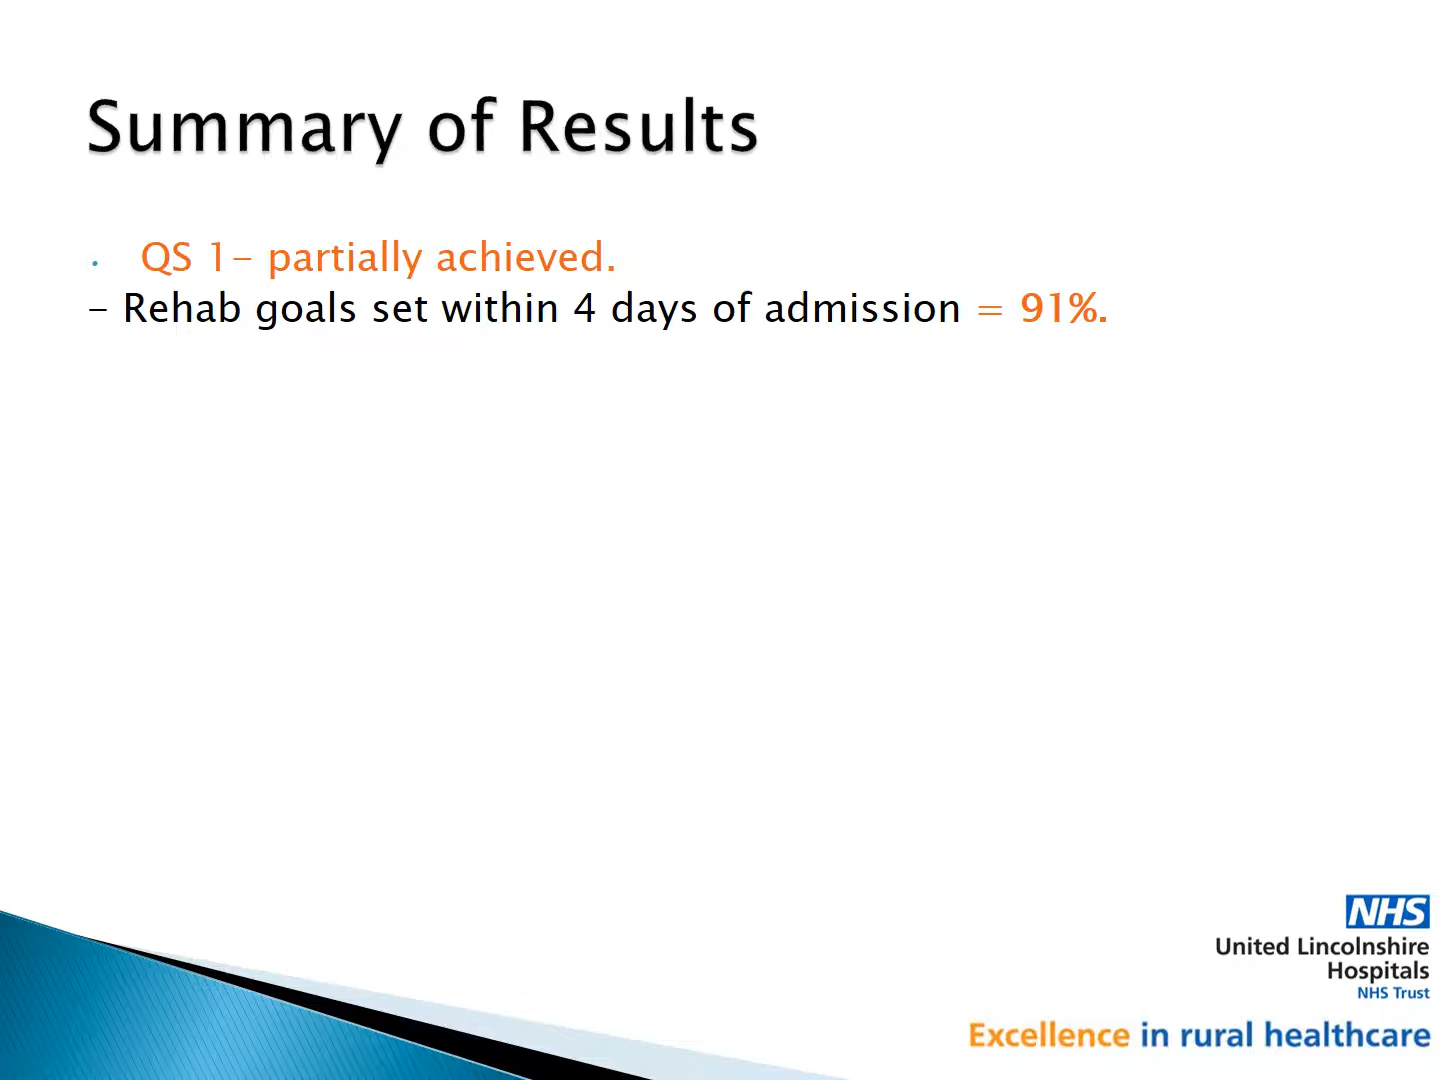 Summary of Results
• QS 1- partially achieved.
- Rehab goals set within 4 days of admission = 91%.
NHS
United Lincolnshire
Hospitals
NHS Trust
Excellence in rural healthcare